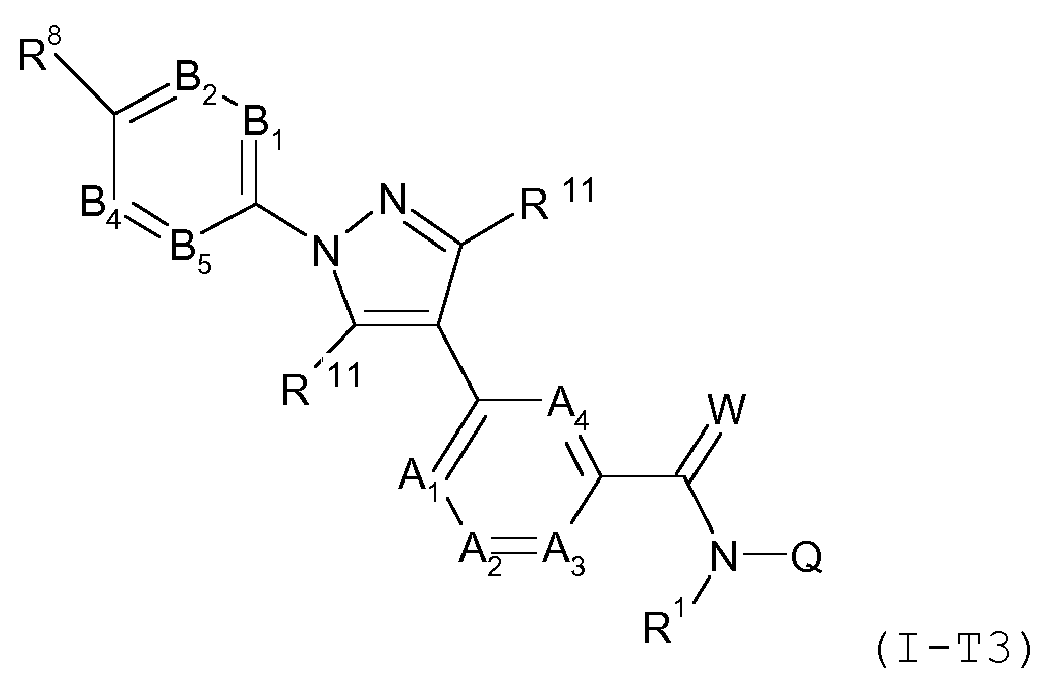 R⁸
B₂
B₁
B₄
B₅
N
N
R ¹¹
R ¹¹
A₄
W
A₁
A₂
A₃
N
Q
R¹
(I-T3)